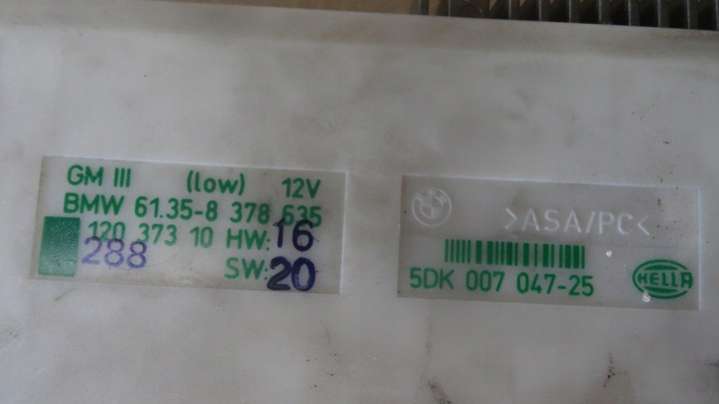 GM III (low) 12V
BMW 61.35-8 378 635
120 373 10 HW: 16
288 SW: 20
>ASA/PC<
5DK 007 047-25
HELLA